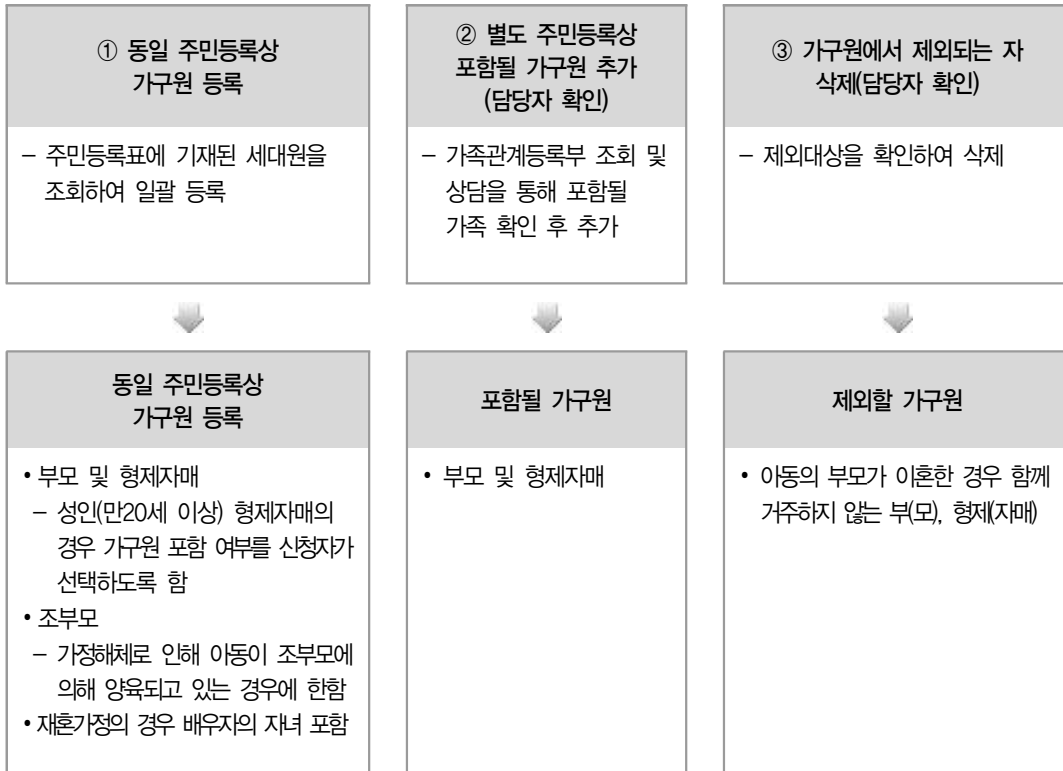 ① 동일 주민등록상
가구원 등록
– 주민등록표에 기재된 세대원을
조회하여 일괄 등록
② 별도 주민등록상
포함될 가구원 추가
(담당자 확인)
– 가족관계등록부 조회 및
상담을 통해 포함될
가족 확인 후 추가
③ 가구원에서 제외되는 자
삭제(담당자 확인)
– 제외대상을 확인하여 삭제
동일 주민등록상
가구원 등록
• 부모 및 형제자매
– 성인(만20세 이상) 형제자매의
경우 가구원 포함 여부를 신청자가
선택하도록 함
• 조부모
– 가정해체로 인해 아동이 조부모에
의해 양육되고 있는 경우에 한함
• 재혼가정의 경우 배우자의 자녀 포함
포함될 가구원
• 부모 및 형제자매
제외할 가구원
• 아동의 부모가 이혼한 경우 함께
거주하지 않는 부(모), 형제(자매)